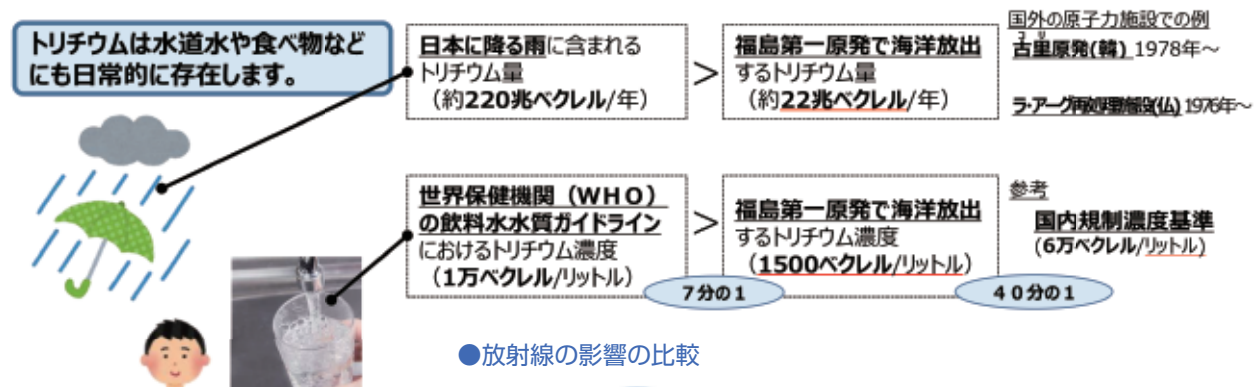 トリチウムは水道水や食べ物など
にも日常的に存在します。
日本に降る雨に含まれる
トリチウム量
（約220兆ベクレル/年）
＞
福島第一原発で海洋放出
するトリチウム量
（約22兆ベクレル/年）
国外の原子力施設での例
コリ
古里原発(韓) 1978年～
ラ・アーグ再処理施設(仏) 1976年～
世界保健機関（WHO）
の飲料水水質ガイドライン
におけるトリチウム濃度
（1万ベクレル/リットル）
＞
福島第一原発で海洋放出
するトリチウム濃度
（1500ベクレル/リットル）
参考
国内規制濃度基準
(6万ベクレル/リットル)
7分の1
40分の1
●放射線の影響の比較